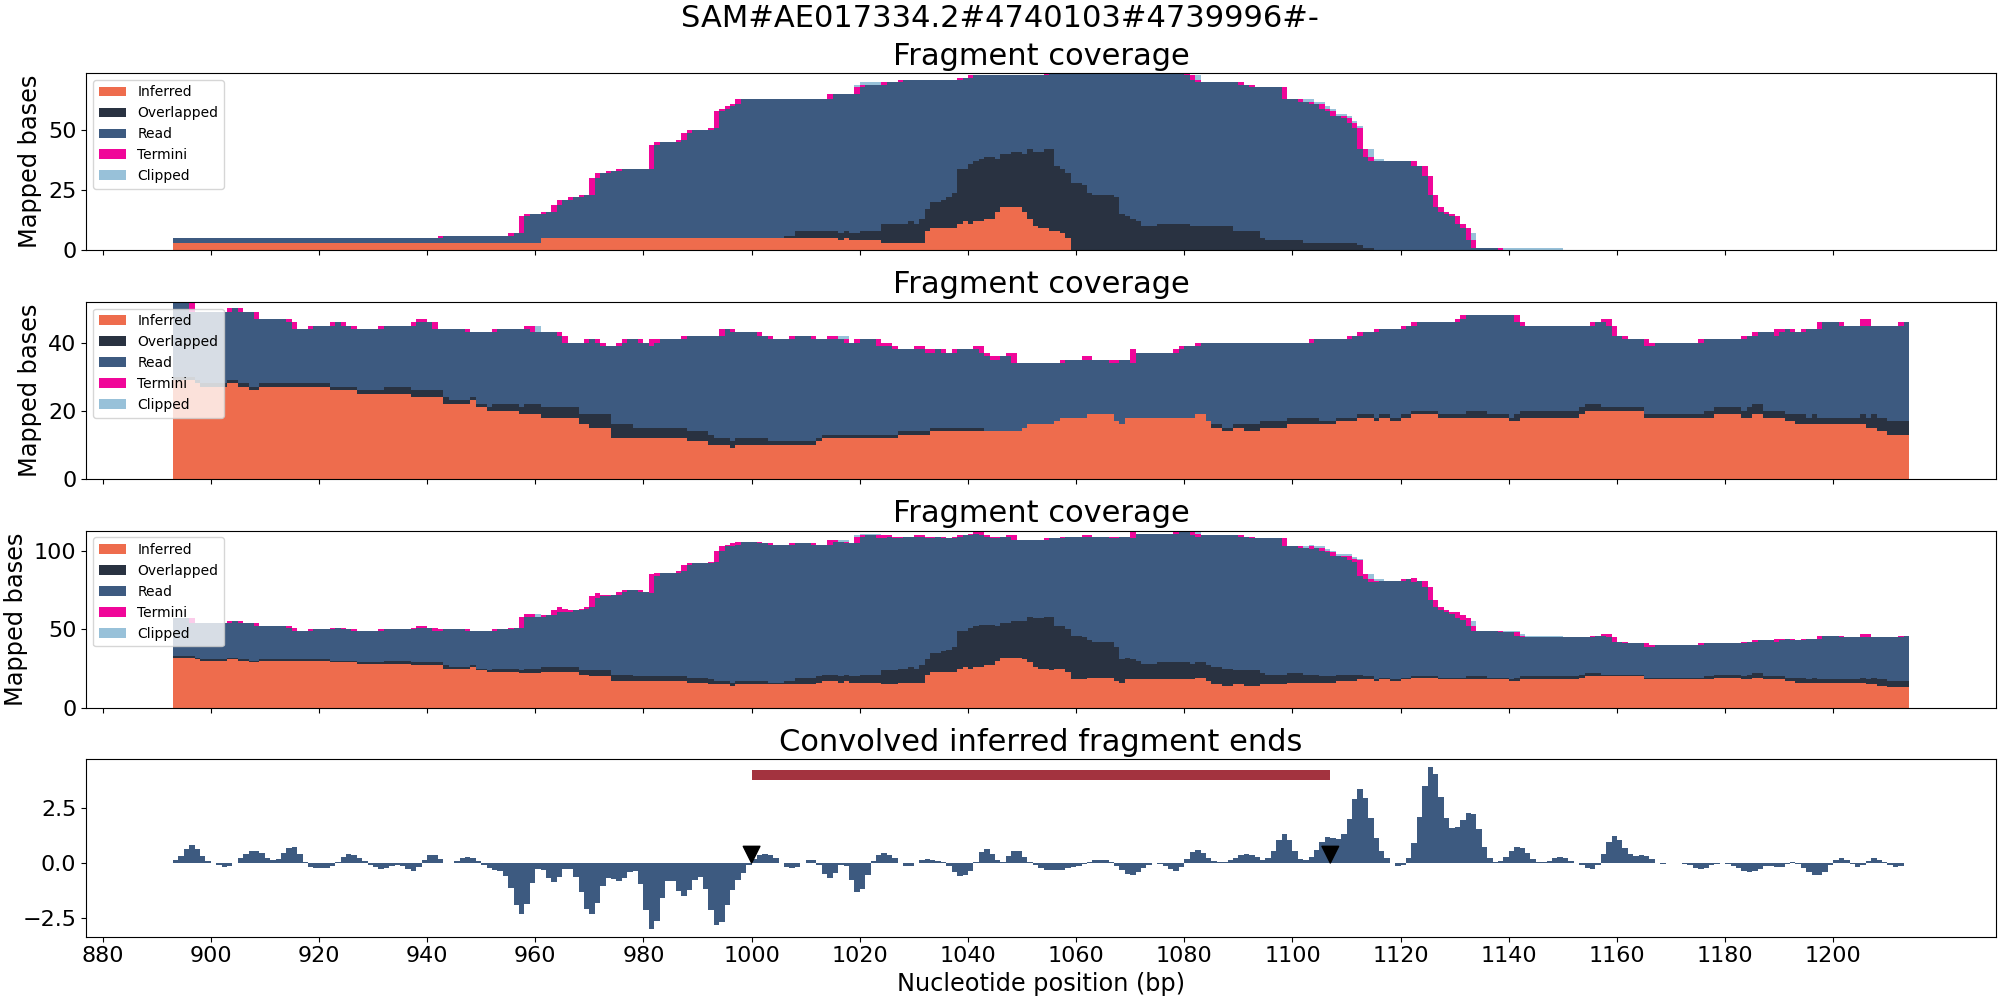 SAM#AE017334.2#4740103#4739996#-
Fragment coverage
Mapped bases
50
25
0
Inferred
Overlapped
Read
Termini
Clipped
Fragment coverage
Mapped bases
40
20
0
Inferred
Overlapped
Read
Termini
Clipped
Fragment coverage
Mapped bases
100
50
0
Inferred
Overlapped
Read
Termini
Clipped
Convolved inferred fragment ends
2.5
0.0
−2.5
880 900 920 940 960 980 1000 1020 1040 1060 1080 1100 1120 1140 1160 1180 1200
Nucleotide position (bp)